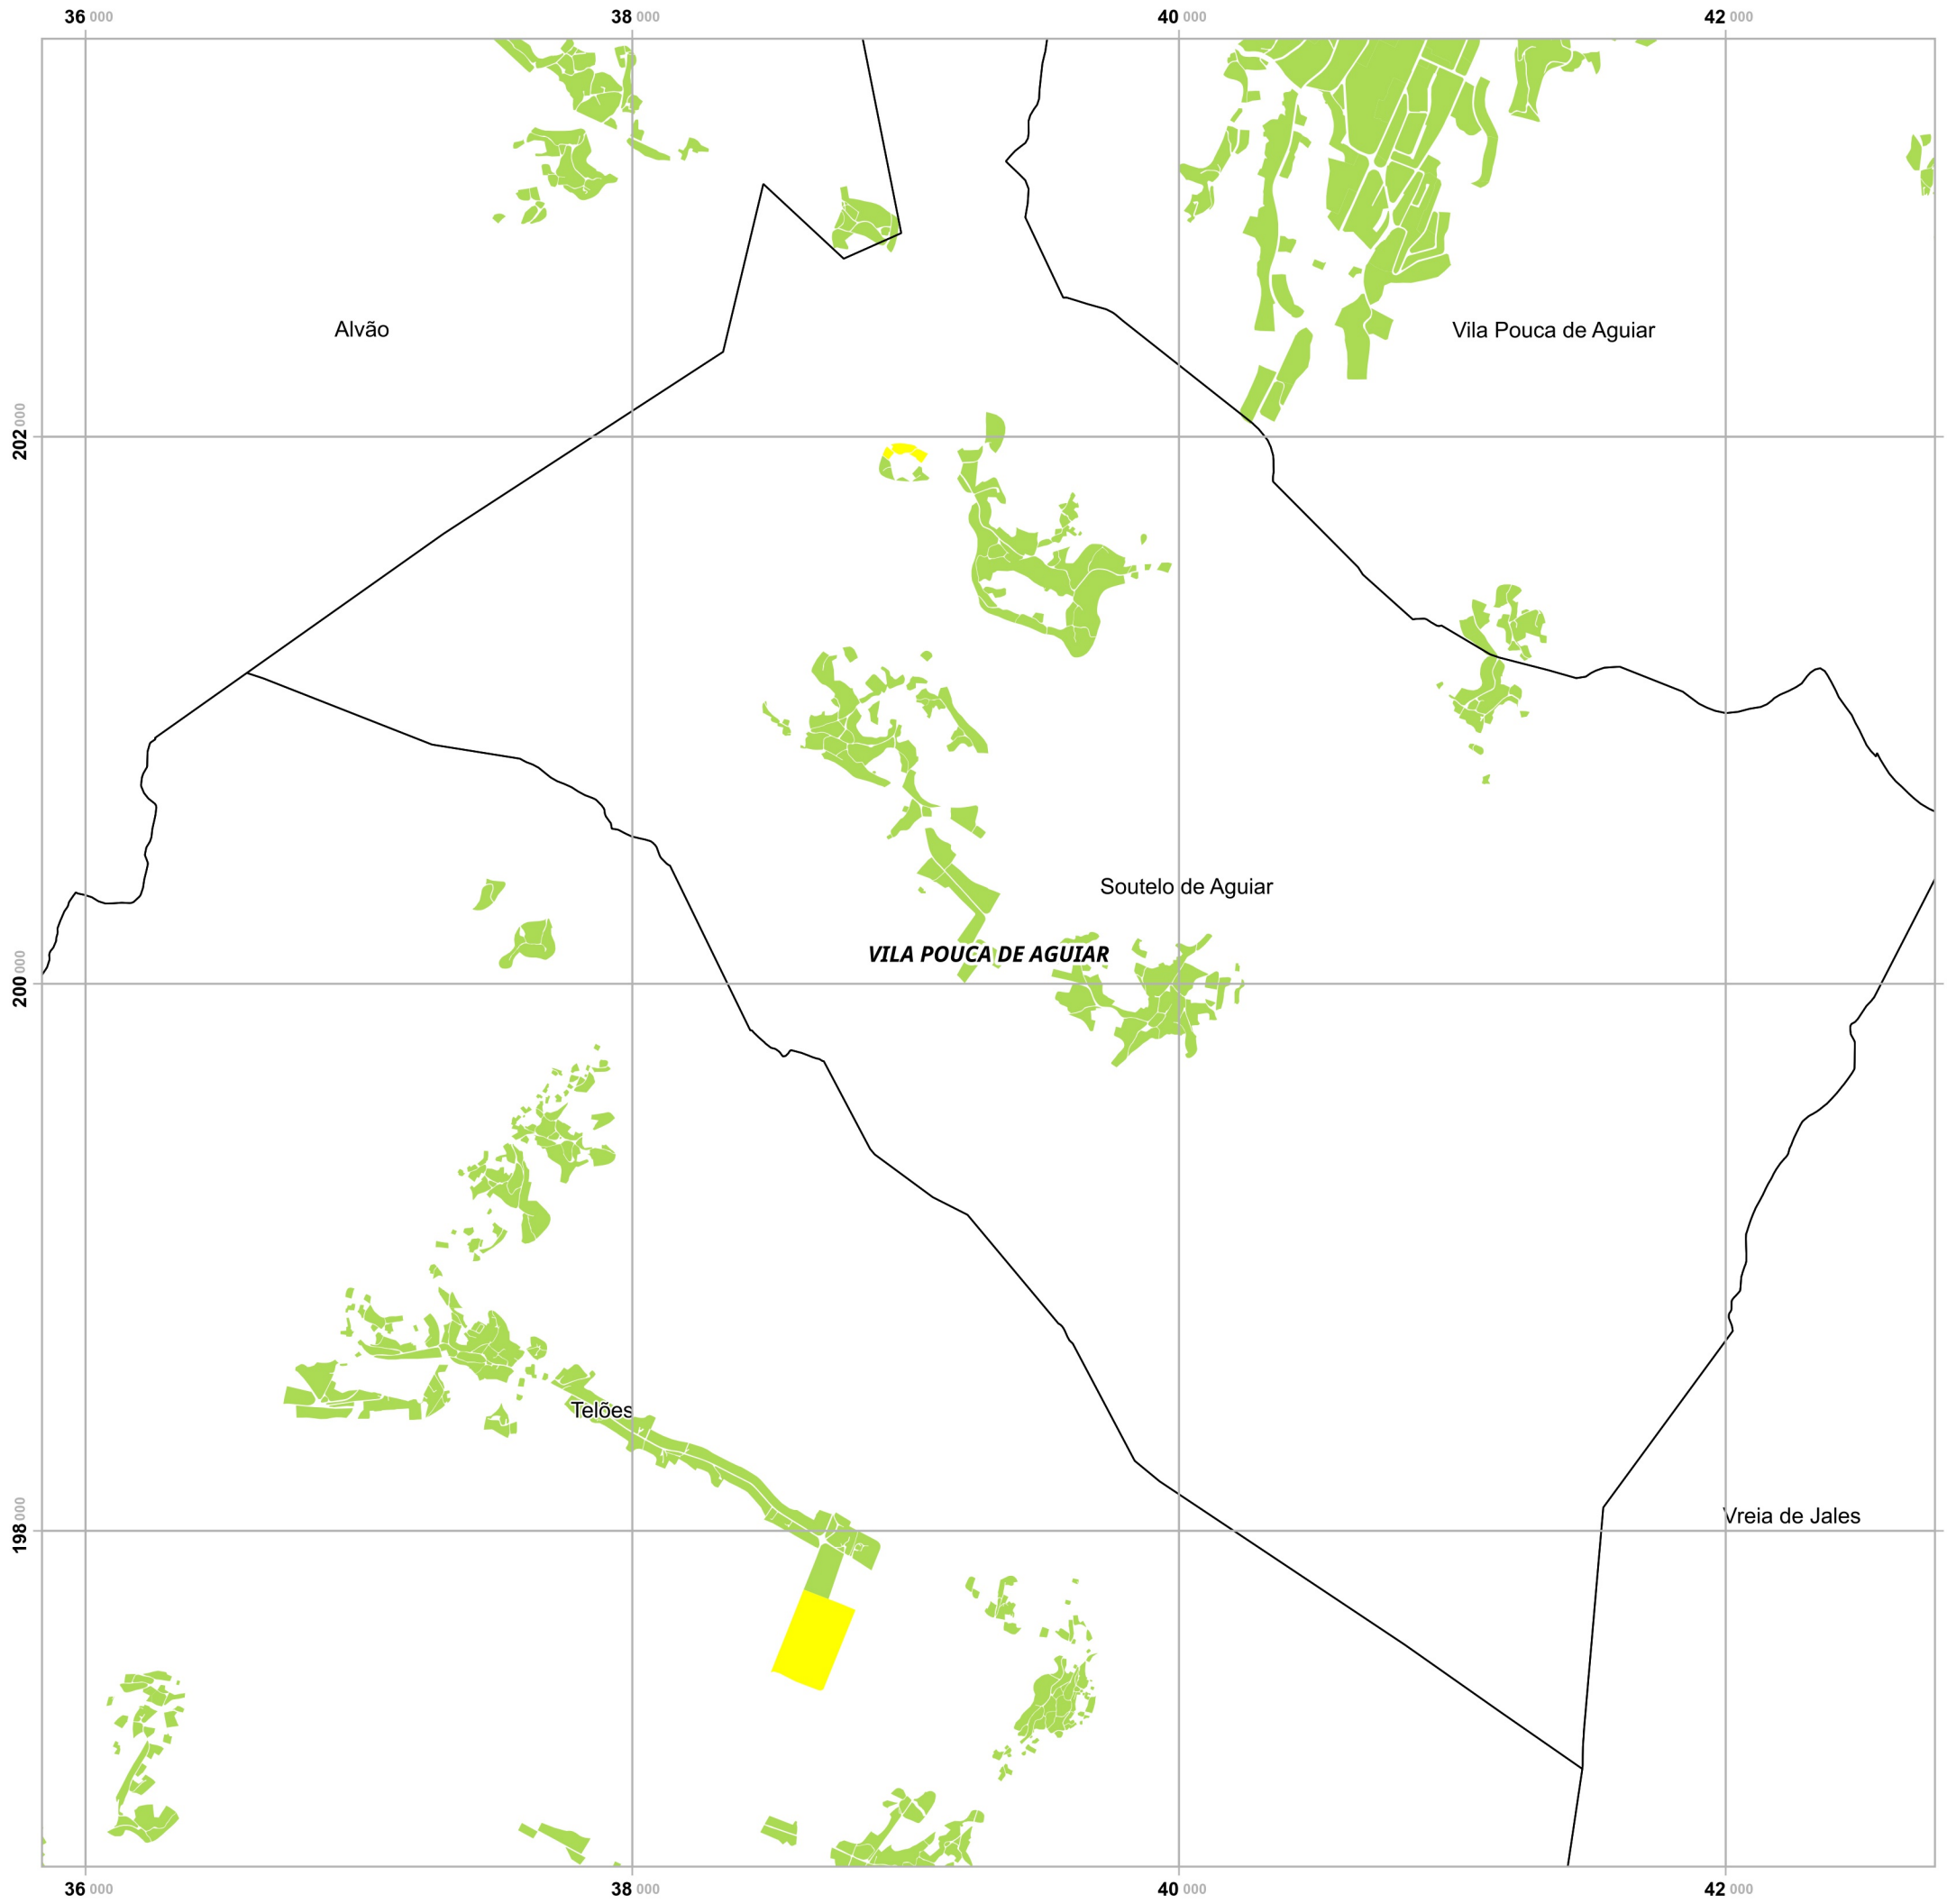 36 000 38 000 40 000 42 000
Alvão
Vila Pouca de Aguiar
202 000
Soutelo de Aguiar
VILA POUCA DE AGUIAR
200 000
Telões
Vreia de Jales
198 000
36 000 38 000 40 000 42 000